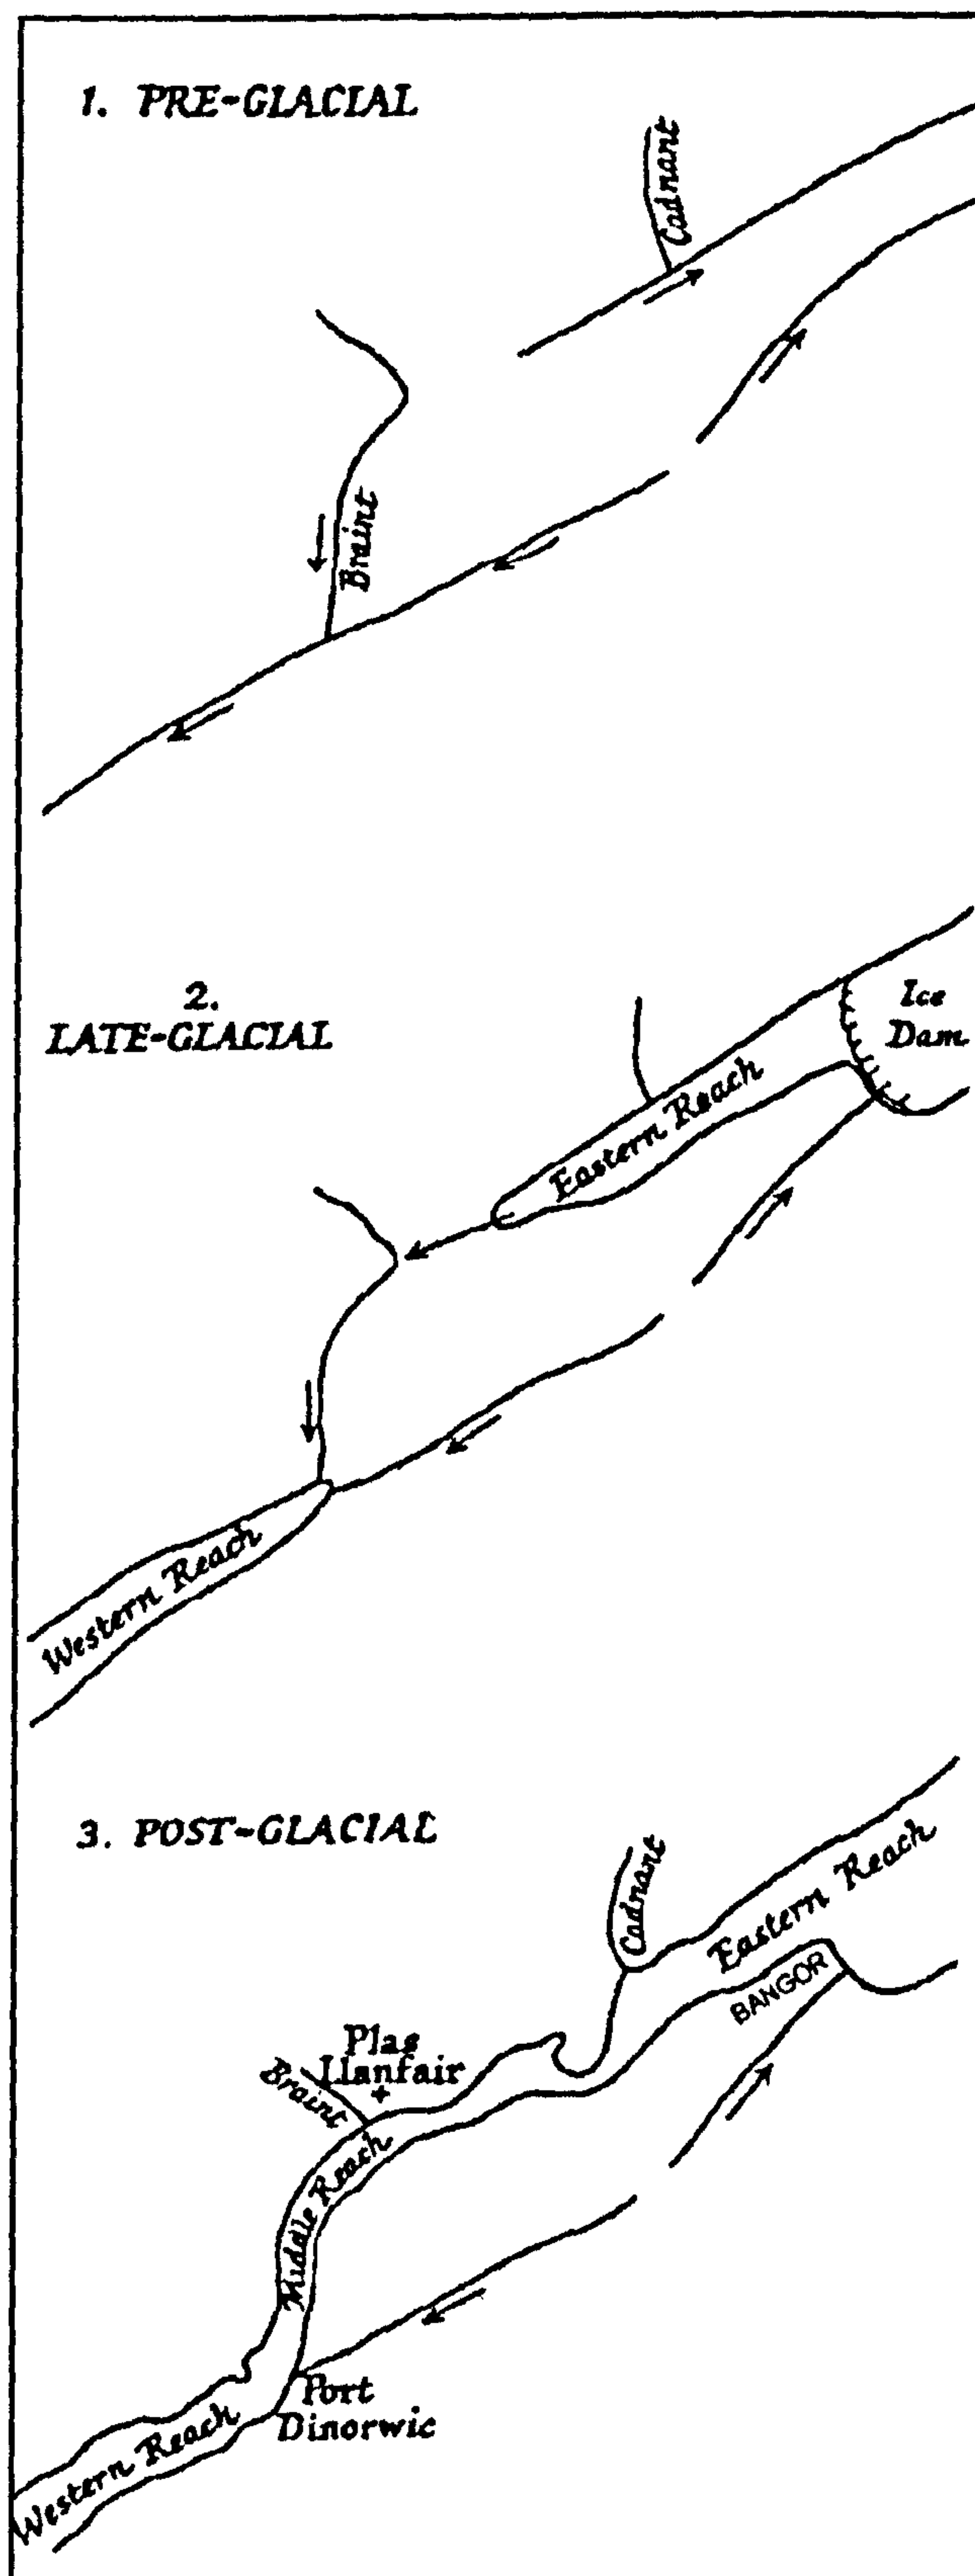 1. PRE-GLACIAL
Cadnant
Braint
2.
LATE-GLACIAL
Ice
Dam
Eastern Reach
Western Reach
3. POST-GLACIAL
Cadnant
Eastern Reach
BANGOR
Plas
Llanfair
Braint
Middle Reach
Port
Dinorwic
Western Reach